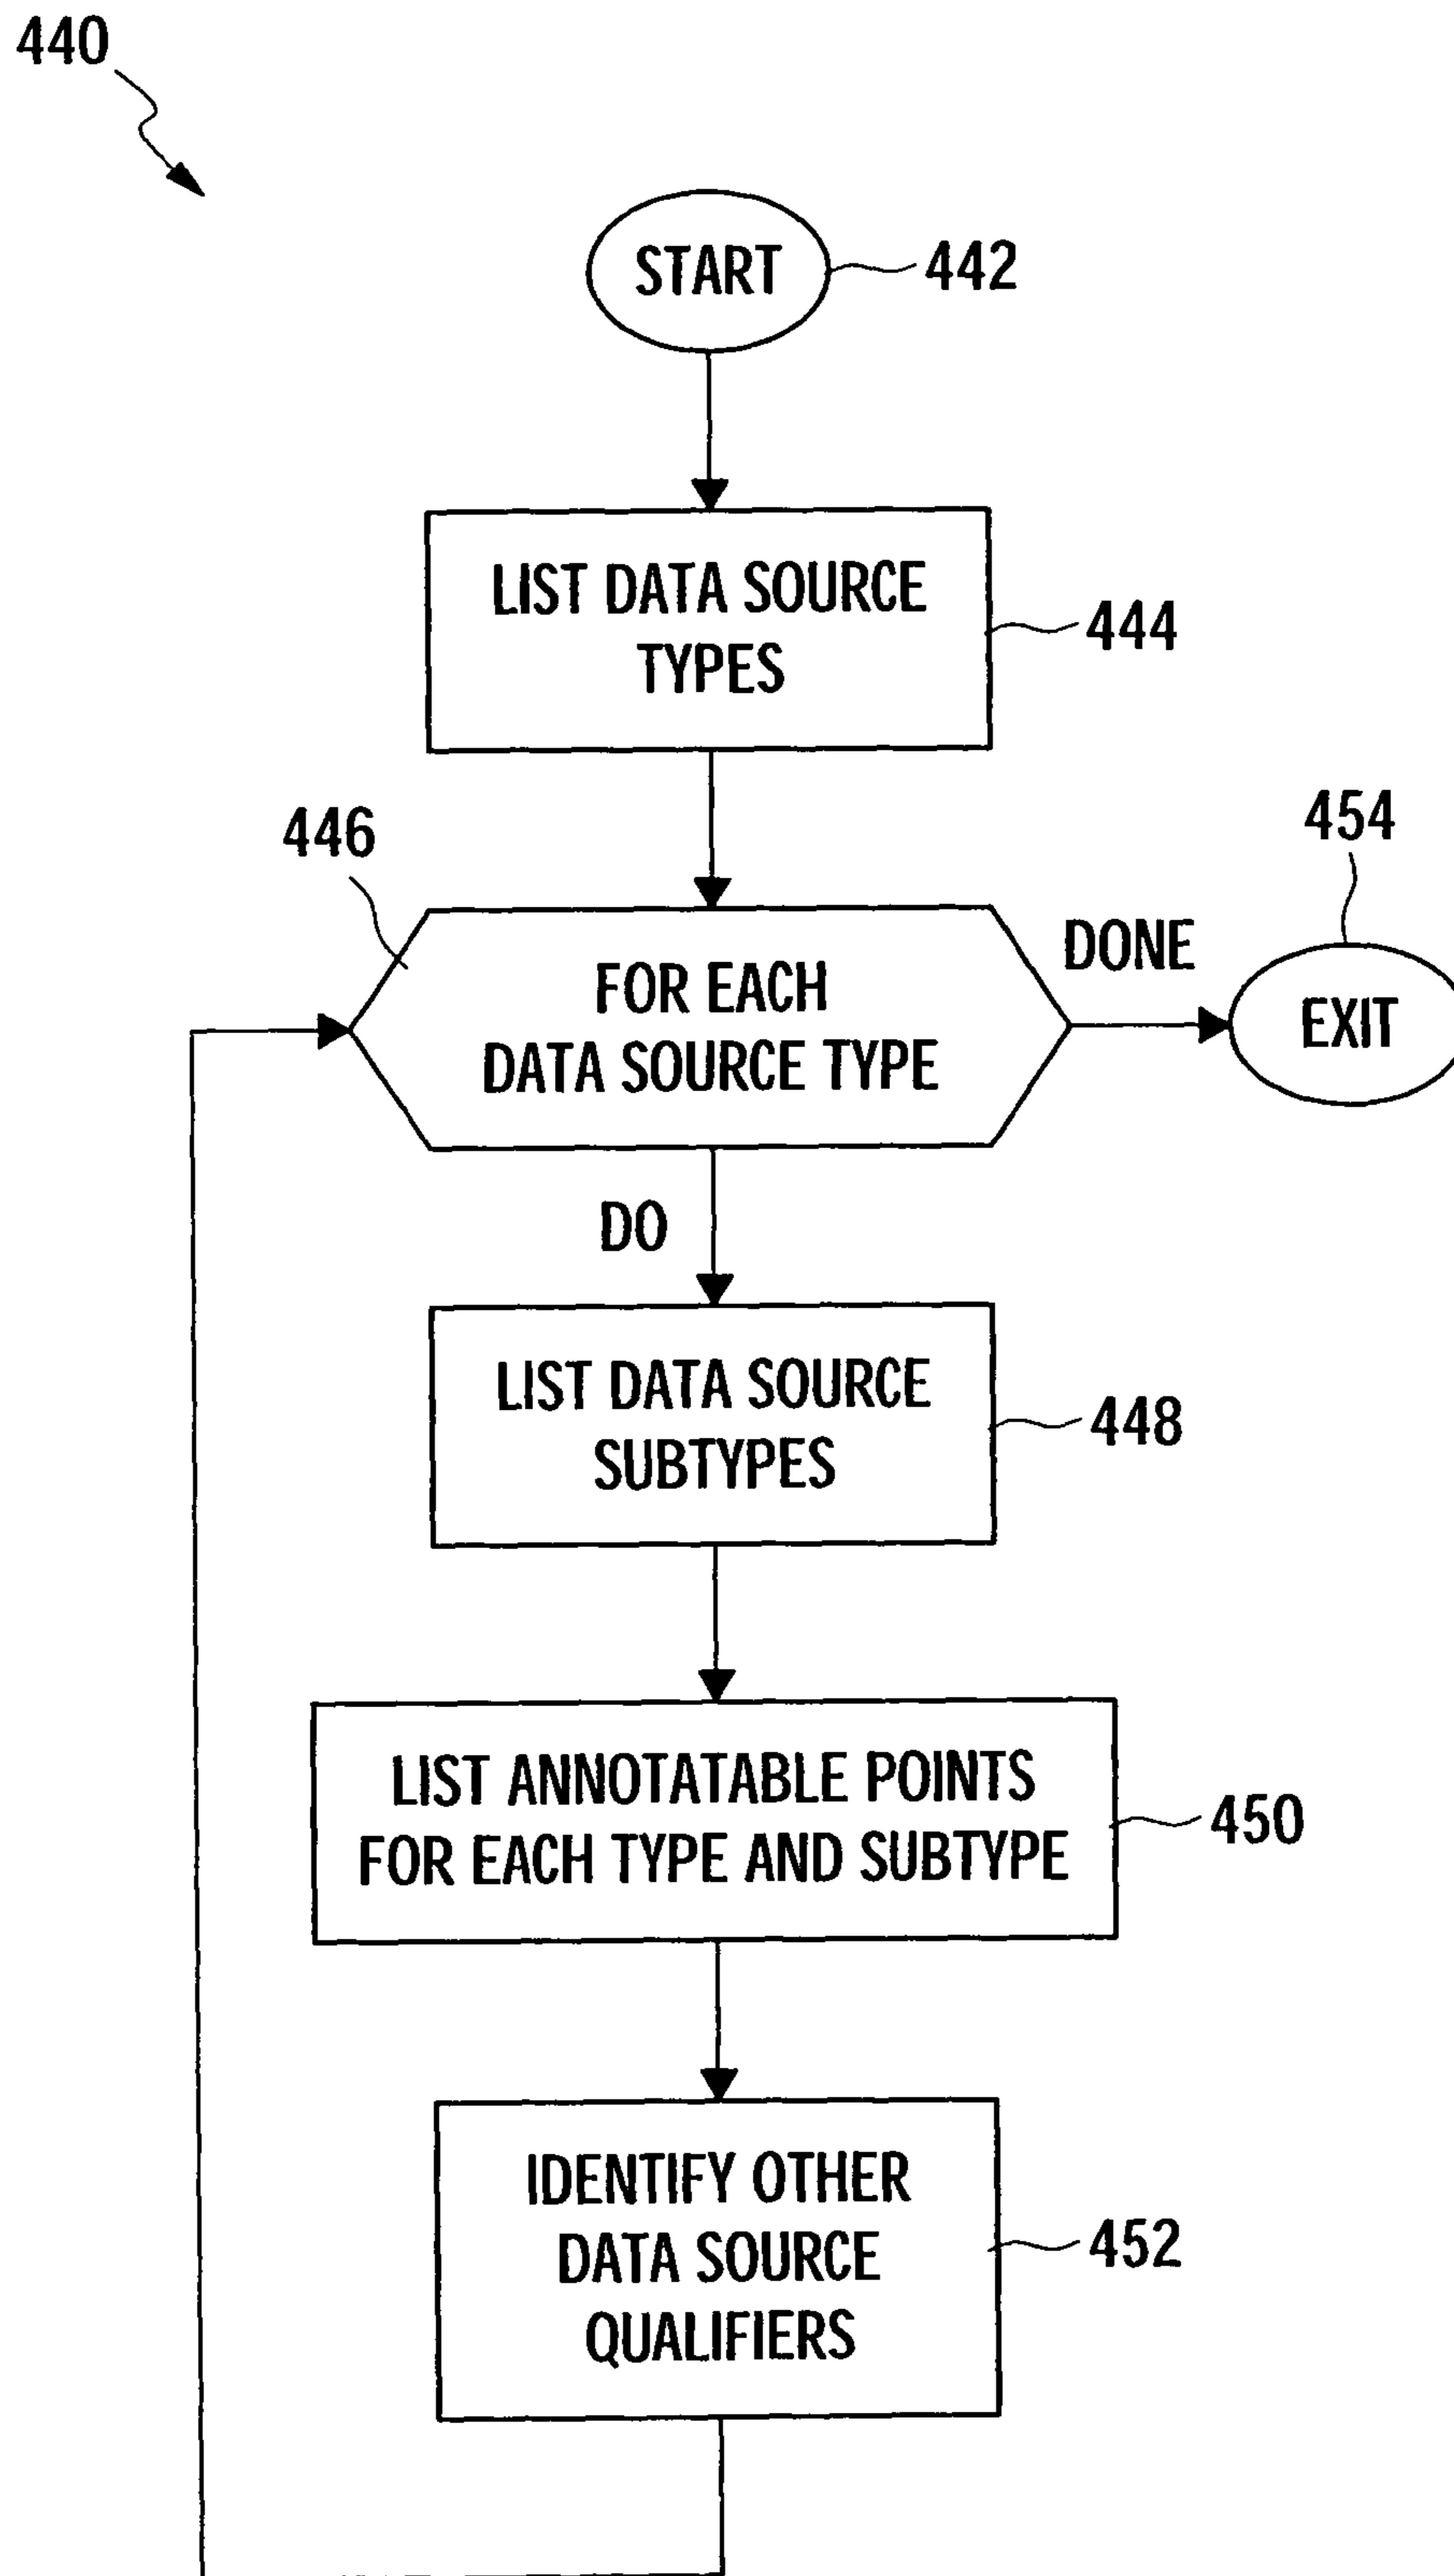 440
START
442
LIST DATA SOURCE
TYPES
444
446
454
FOR EACH
DATA SOURCE TYPE
DONE
EXIT
DO
LIST DATA SOURCE
SUBTYPES
448
LIST ANNOTATABLE POINTS
FOR EACH TYPE AND SUBTYPE
450
IDENTIFY OTHER
DATA SOURCE
QUALIFIERS
452